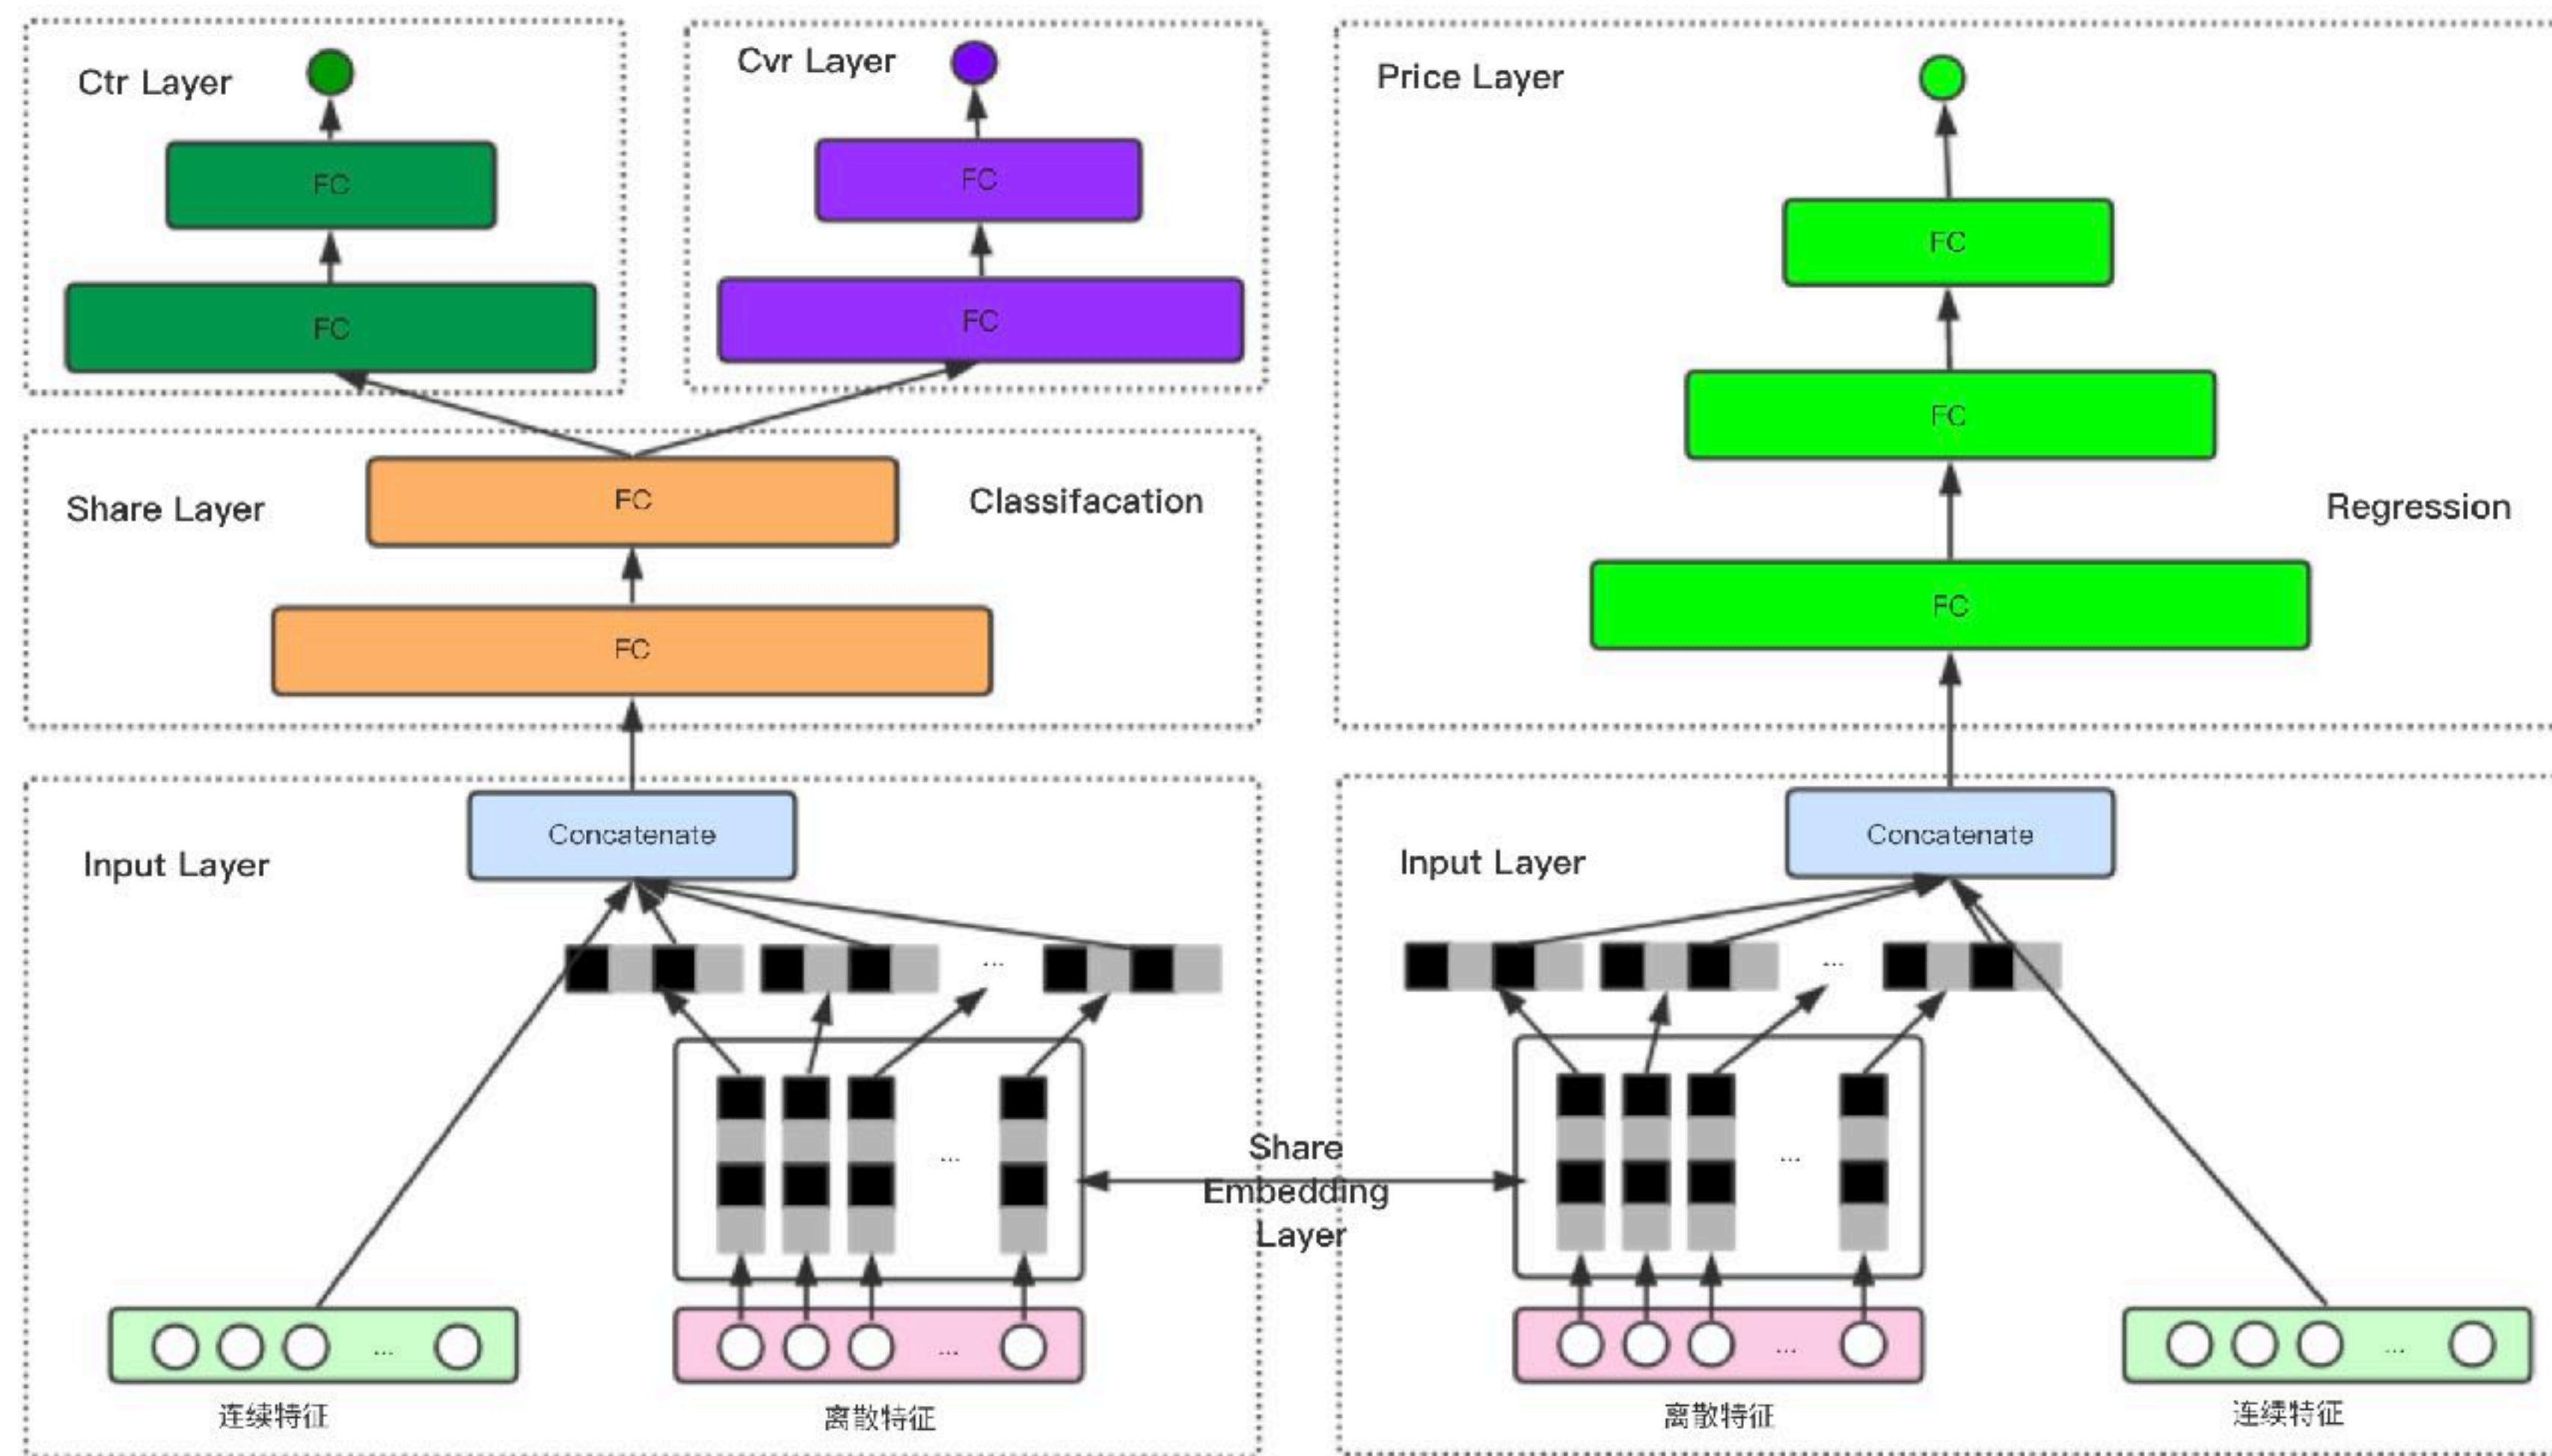 Ctr Layer
FC
FC
Cvr Layer
FC
FC
Price Layer
FC
FC
FC
Regression
Share Layer
FC
Classifacation
FC
Concatenate
Input Layer
...
...
...
连续特征
...
离散特征
Share
Embedding
Layer
Concatenate
Input Layer
...
...
...
离散特征
...
连续特征